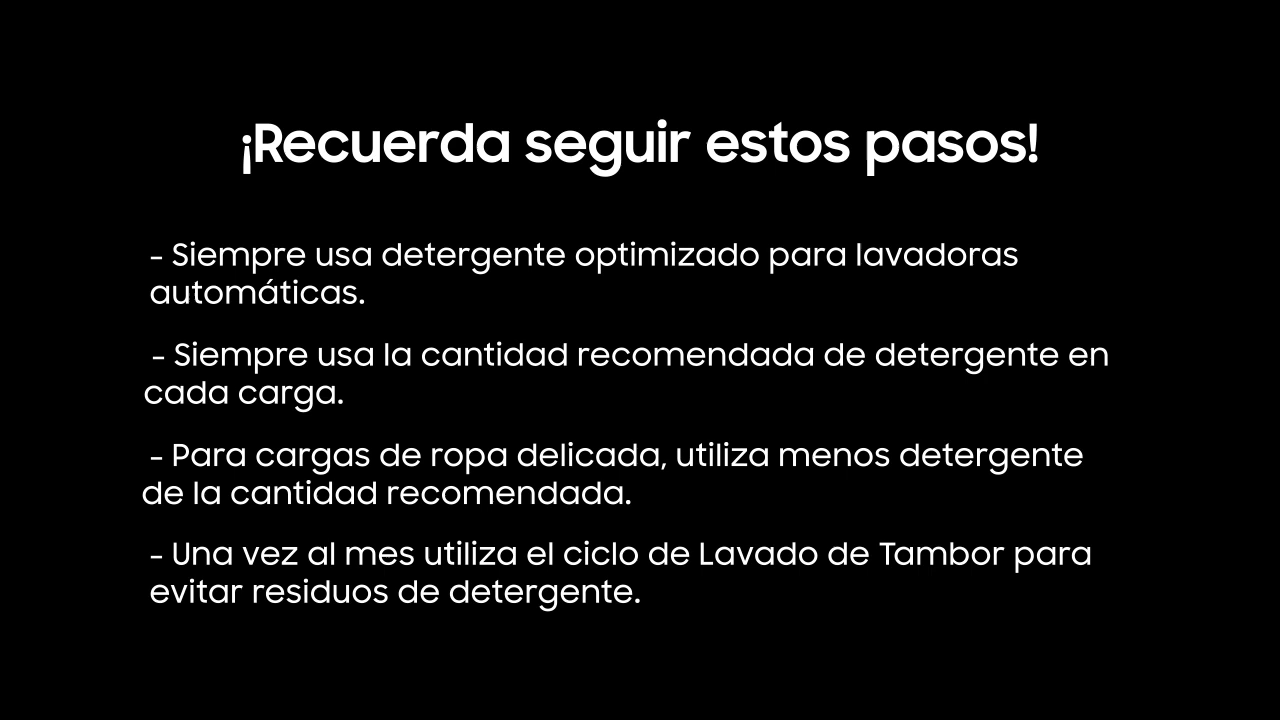 ¡Recuerda seguir estos pasos!
- Siempre usa detergente optimizado para lavadoras
automáticas.
- Siempre usa la cantidad recomendada de detergente en
cada carga.
- Para cargas de ropa delicada, utiliza menos detergente
de la cantidad recomendada.
- Una vez al mes utiliza el ciclo de Lavado de Tambor para
evitar residuos de detergente.